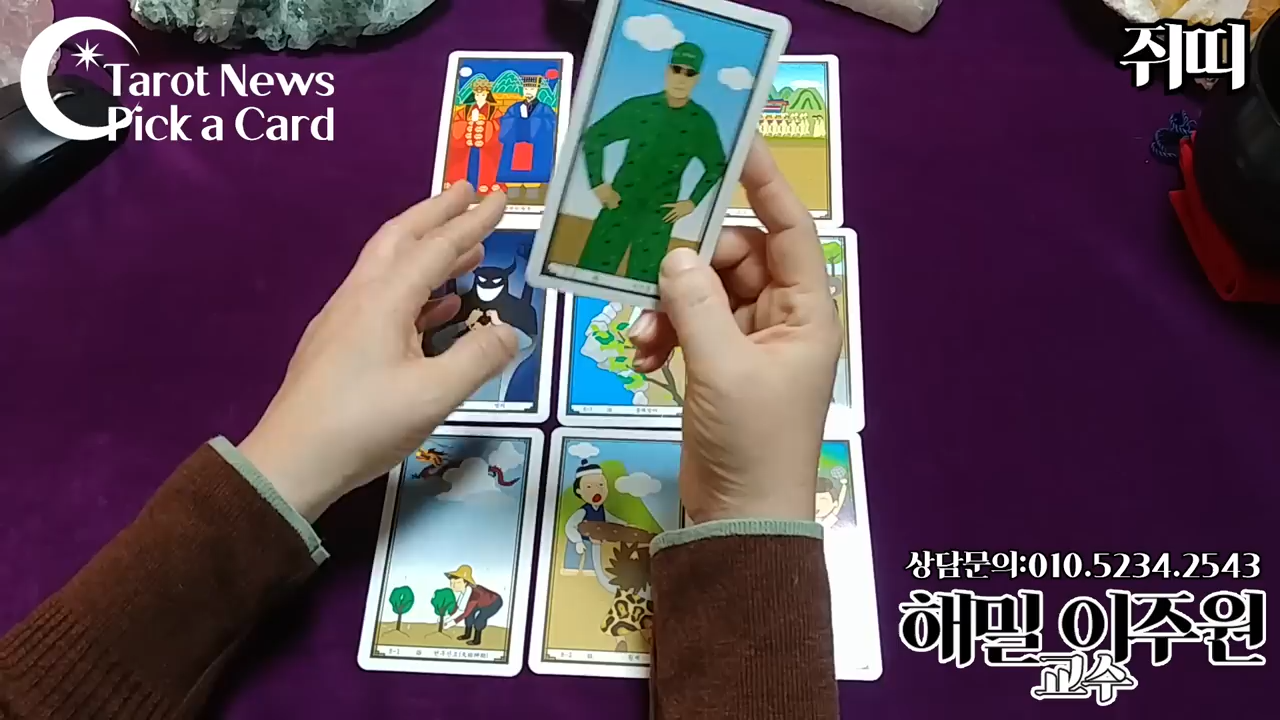 Tarot News
Pick a Card
쥐띠
상담문의:010.5234.2543
해밀 이주원
교수